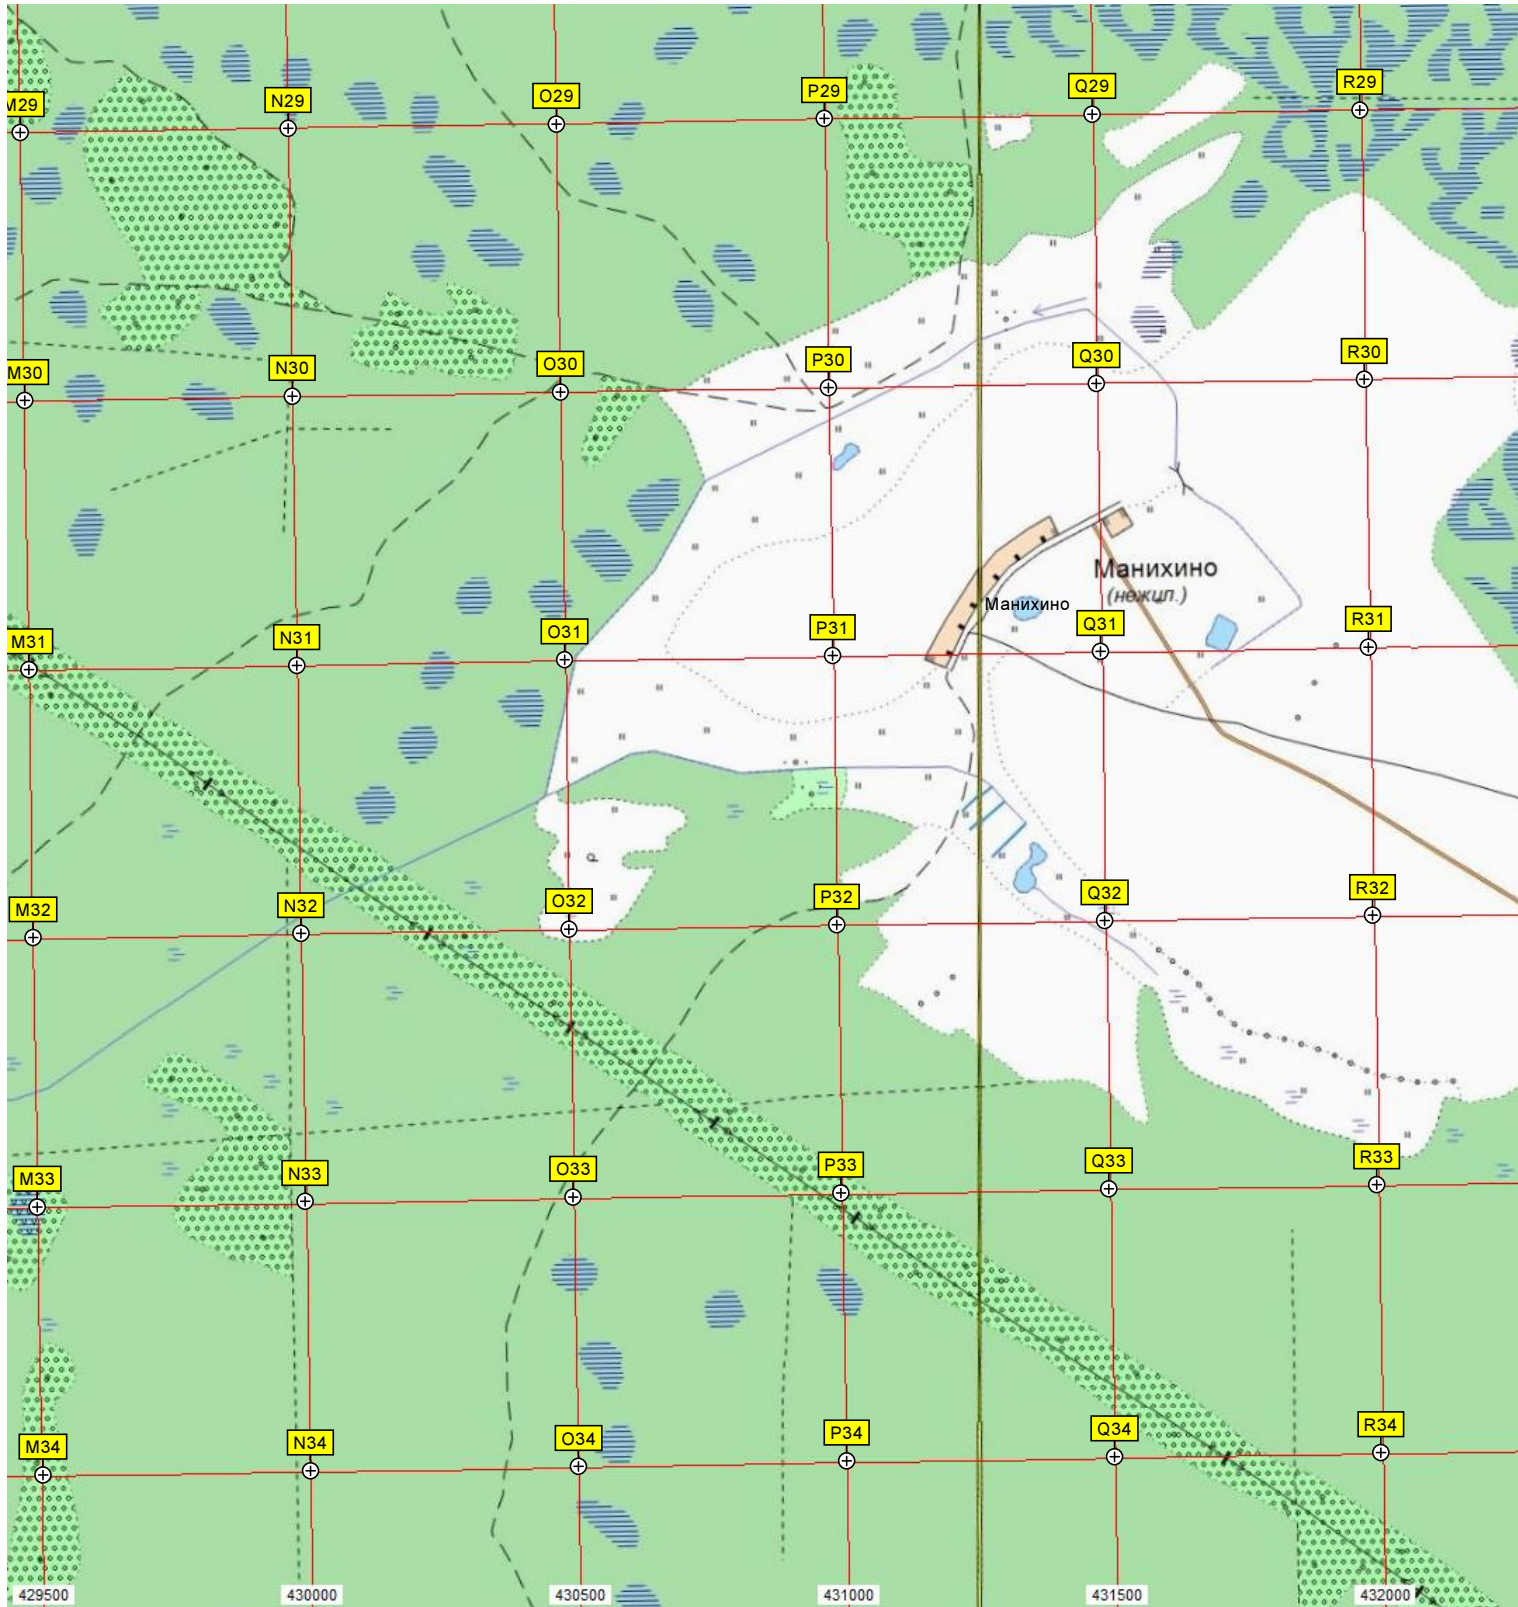 M29 N29 O29 P29 Q29 R29
M30 N30 O30 P30 Q30 R30
Манихино
(нежил.)
Манихино
M31 N31 O31 P31 Q31 R31
р
M32 N32 O32 P32 Q32 R32
M33 N33 O33 P33 Q33 R33
M34 N34 O34 P34 Q34 R34
429500 430000 430500 431000 431500 432000